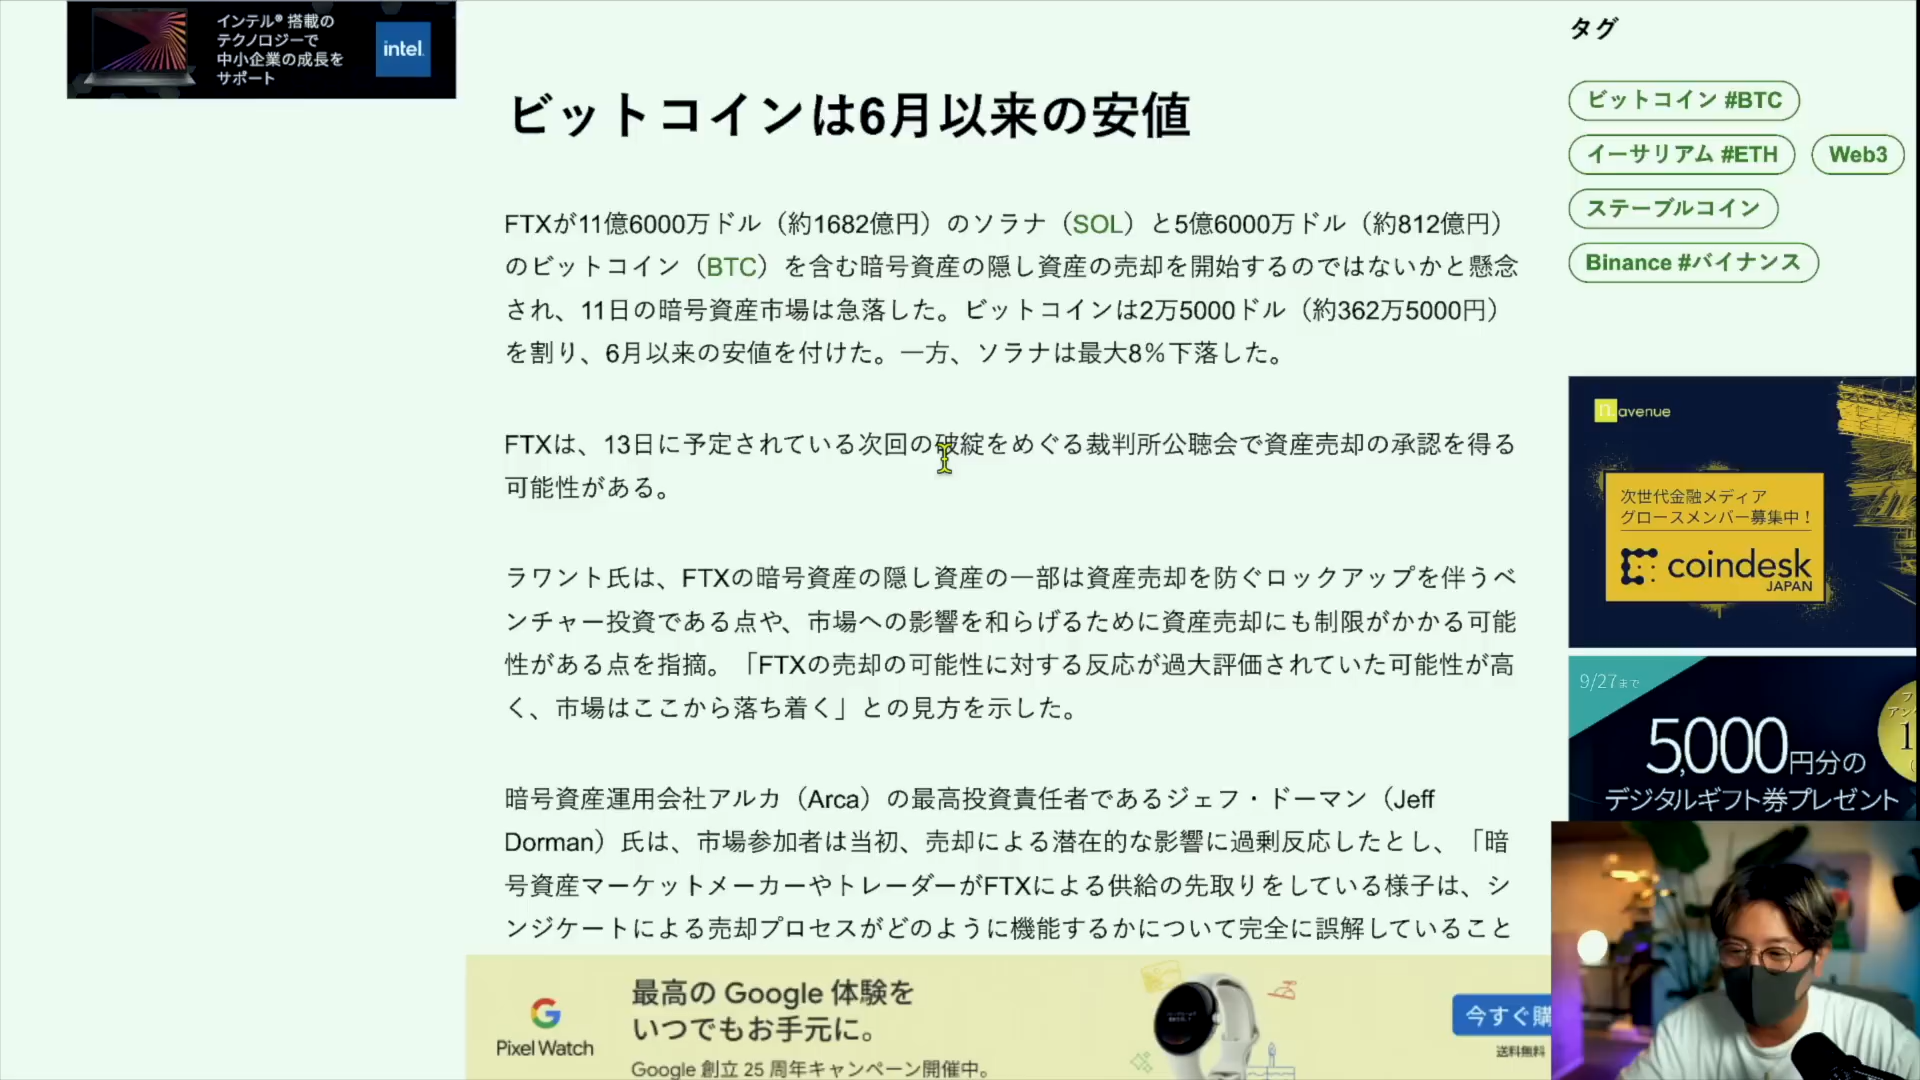 インテル® 搭載の
テクノロジーで
中小企業の成長を
サポート
intel.
ビットコインは6月以来の安値
FTXが11億6000万ドル（約1682億円）のソラナ（SOL）と5億6000万ドル（約812億円）
のビットコイン（BTC）を含む暗号資産の隠し資産の売却を開始するのではないかと懸念
され、11日の暗号資産市場は急落した。ビットコインは2万5000ドル（約362万5000円）
を割り、6月以来の安値を付けた。一方、ソラナは最大8％下落した。
FTXは、13日に予定されている次回の破綻をめぐる裁判所公聴会で資産売却の承認を得る
可能性がある。
ラワント氏は、FTXの暗号資産の隠し資産の一部は資産売却を防ぐロックアップを伴うベ
ンチャー投資である点や、市場への影響を和らげるために資産売却にも制限がかかる可能
性がある点を指摘。「FTXの売却の可能性に対する反応が過大評価されていた可能性が高
く、市場はここから落ち着く」との見方を示した。
暗号資産運用会社アルカ（Arca）の最高投資責任者であるジェフ・ドーマン（Jeff
Dorman）氏は、市場参加者は当初、売却による潜在的な影響に過剰反応したとし、「暗
号資産マーケットメーカーやトレーダーがFTXによる供給の先取りをしている様子は、シ
ンジケートによる売却プロセスがどのように機能するかについて完全に誤解していること
タグ
ビットコイン #BTC
イーサリアム #ETH
Web3
ステーブルコイン
Binance #バイナンス
n.avenue
次世代金融メディア
グロースメンバー募集中！
coindesk
JAPAN
9/27まで
5,000円分の
デジタルギフト券プレゼント
Pixel Watch
最高の Google 体験を
いつでもお手元に。
Google 創立 25 周年キャンペーン開催中。
今すぐ購
送料無料